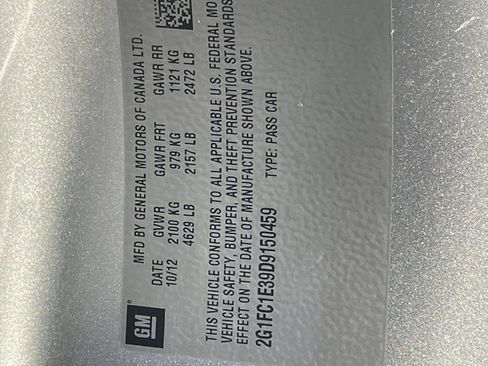 MFD BY GENERAL MOTORS OF CANADA LTD.
DATE GVWR GAWR FRT GAWR RR
10/12 2100 KG 979 KG 1121 KG
4629 LB 2157 LB 2472 LB
GM
THIS VEHICLE CONFORMS TO ALL APPLICABLE U.S. FEDERAL MO
VEHICLE SAFETY, BUMPER, AND THEFT PREVENTION STANDARDS
EFFECT ON THE DATE OF MANUFACTURE SHOWN ABOVE.
2G1FC1E39D9150459 TYPE: PASS CAR